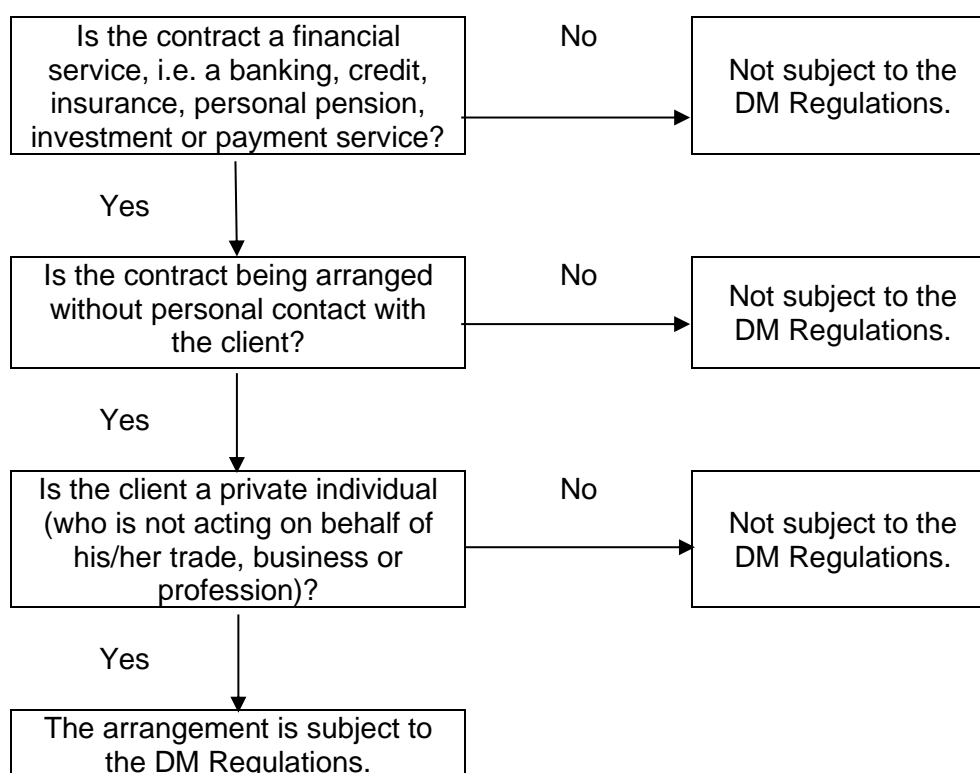 Is the contract a financial
service, i.e. a banking, credit,
insurance, personal pension,
investment or payment service?
No
Not subject to the
DM Regulations.
Yes
Is the contract being arranged
without personal contact with
the client?
No
Not subject to the
DM Regulations.
Yes
Is the client a private individual
(who is not acting on behalf of
his/her trade, business or
profession)?
No
Not subject to the
DM Regulations.
Yes
The arrangement is subject to
the DM Regulations.